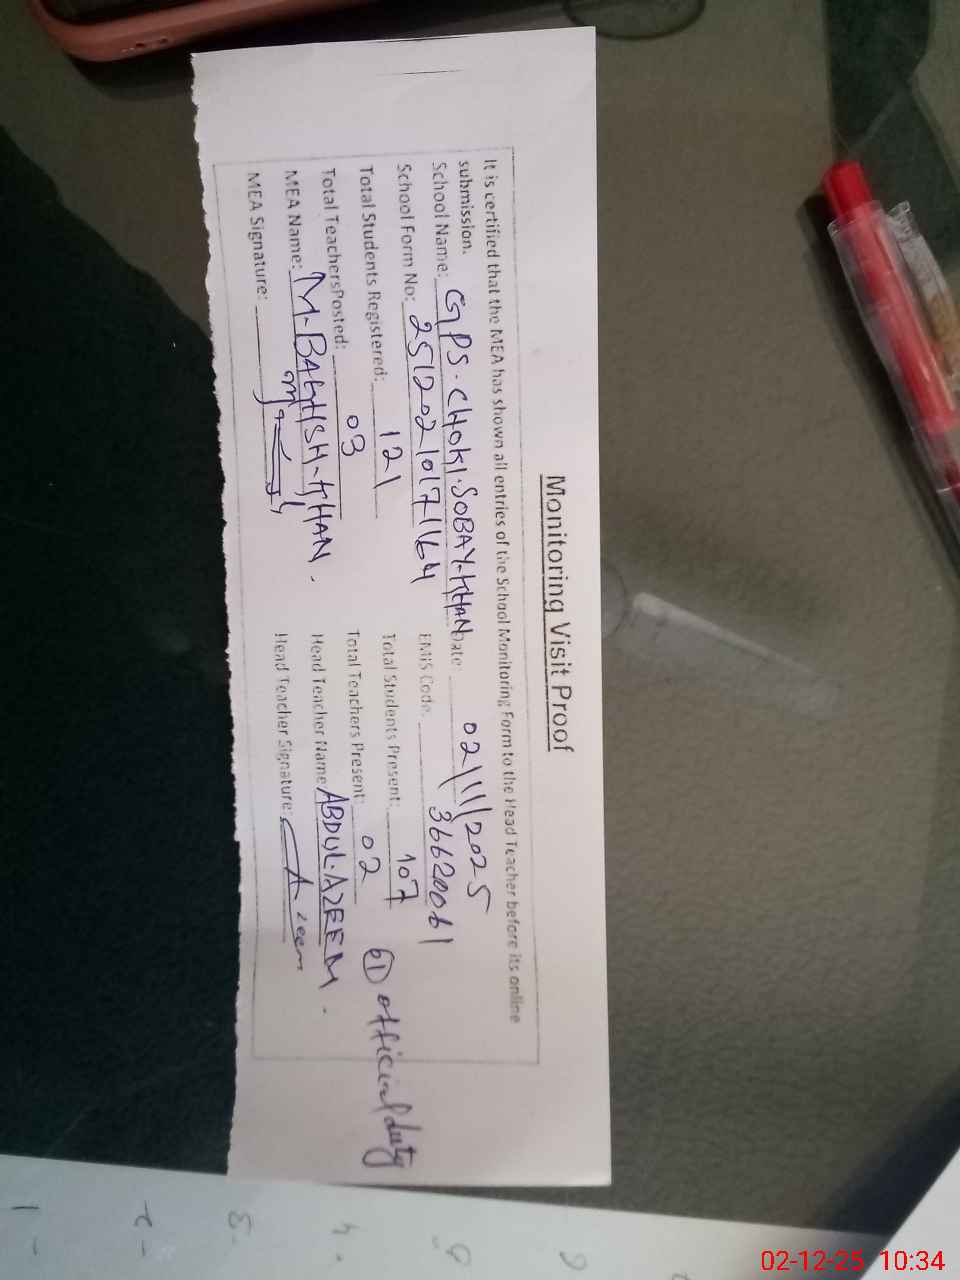 Monitoring Visit Proof
It is certified that the MEA has shown all entries of the School Monitoring Form to the Head Teacher before its online
submission.
School Name: GPS. CHOKI. SOBAY. KHAN Date 02/11/2025
School Form No: 25120210171164 EMIS Code. 36620061
Total Students Registered: 121 Total Students Present: 107
Total TeachersPosted: 03 Total Teachers Present: 02 01 official duty
MEA Name: M. BAKHSH. KHAN. Head Teacher Name: ABDUL. AZEEM.
MEA Signature: Head Teacher Signature: Azeem
02-12-25 10:34